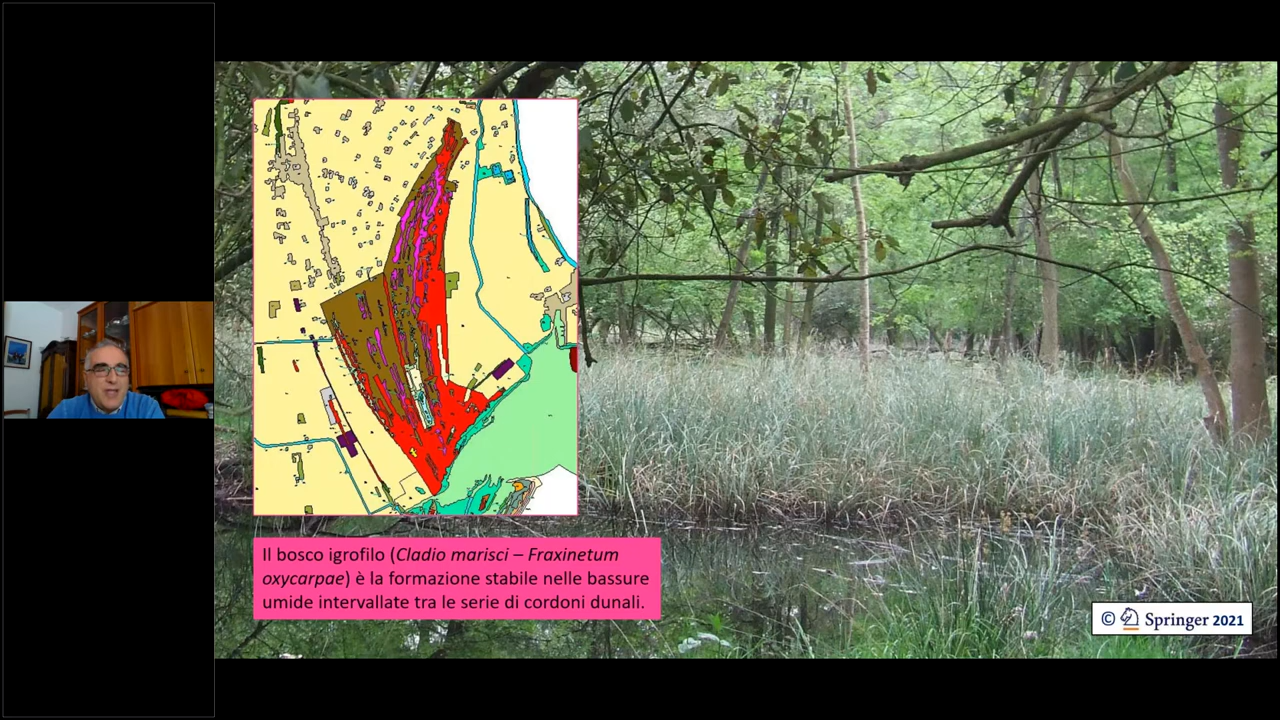 Il bosco igrofilo (Cladio marisci – Fraxinetum
oxycarpae) è la formazione stabile nelle bassure
umide intervallate tra le serie di cordoni dunali.
© Springer 2021